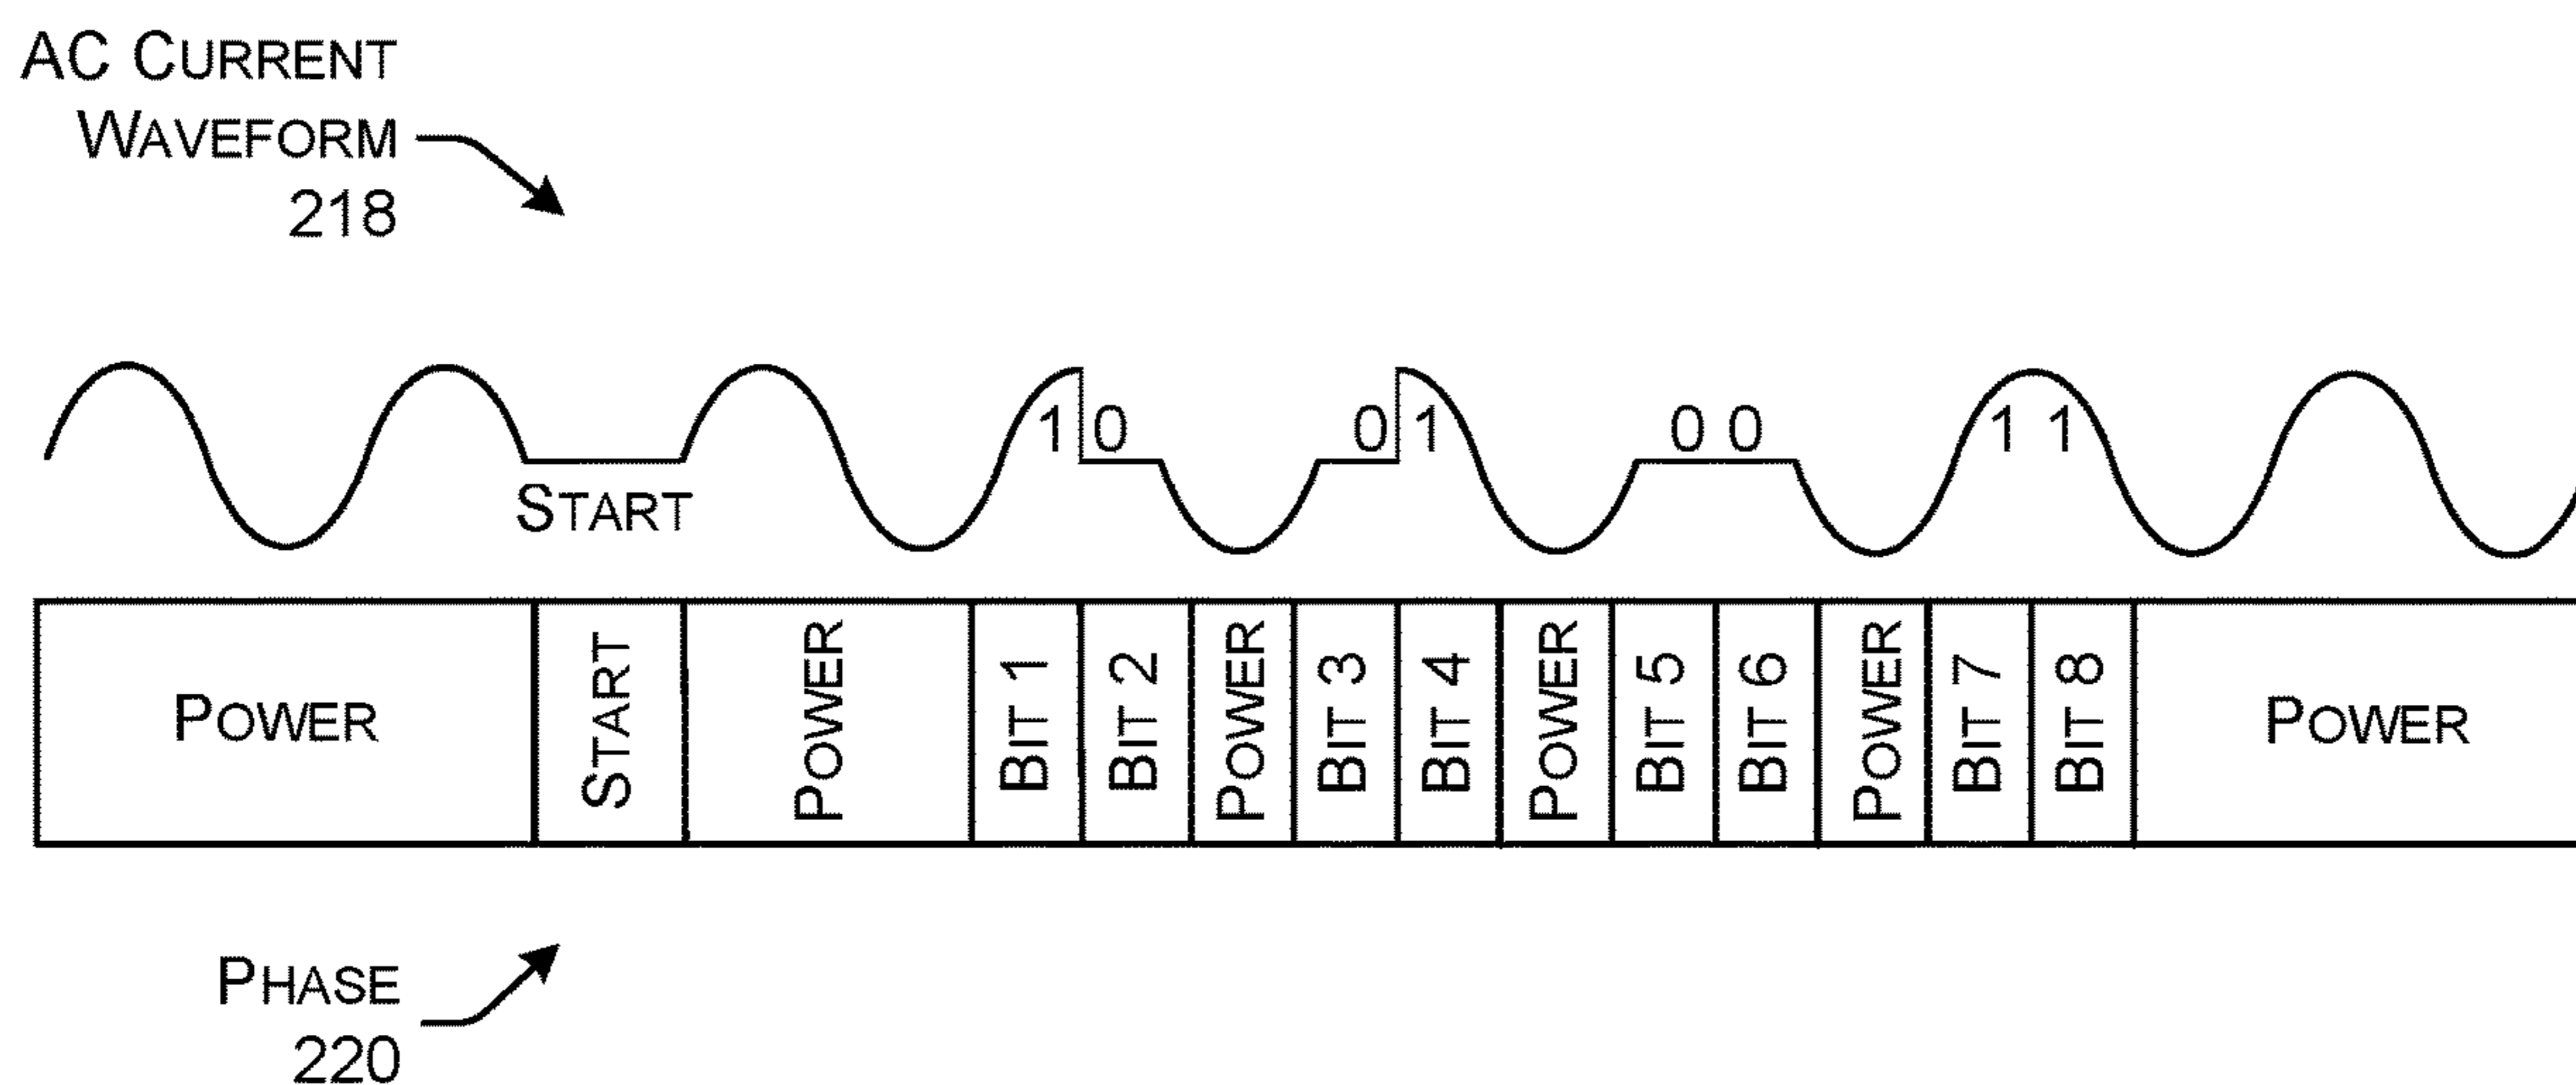 AC CURRENT
WAVEFORM
218
1 0 0 1 0 0 1 1
START
POWER START POWER BIT 1 BIT 2 POWER BIT 3 BIT 4 POWER BIT 5 BIT 6 POWER BIT 7 BIT 8 POWER
PHASE
220